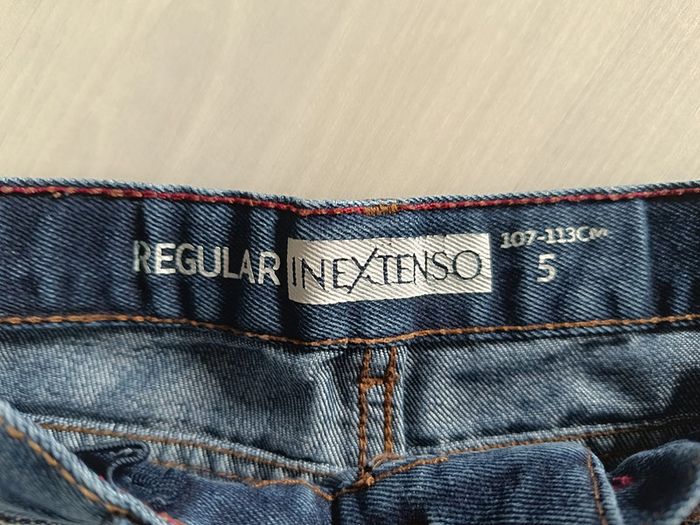 REGULAR INEXTENSO 107-113CM
5